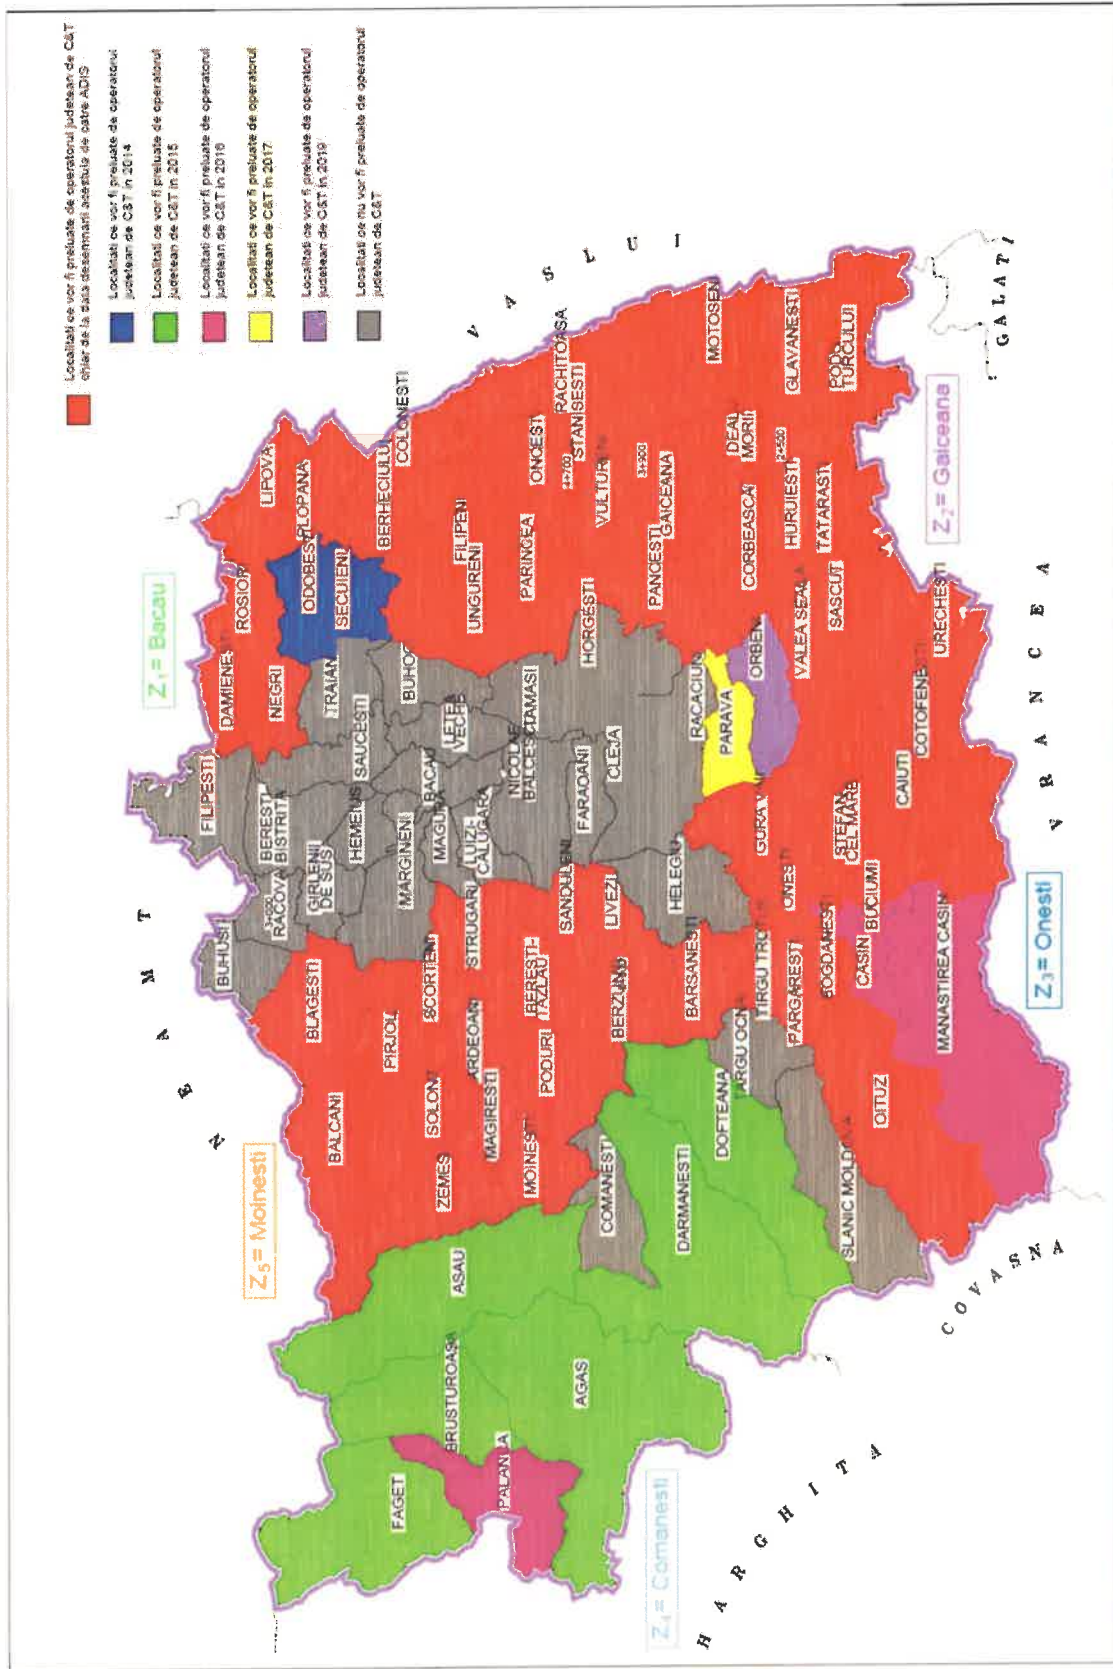 Localitati ce vor fi preluate de operatorul judetean de C&T
chiar de la data desemnarii acestuia de catre ADIS
Localitati ce vor fi preluate de operatorul
judetean de C&T in 2014
Localitati ce vor fi preluate de operatorul
judetean de C&T in 2015
Localitati ce vor fi preluate de operatorul
judetean de C&T in 2016
Localitati ce vor fi preluate de operatorul
judetean de C&T in 2017
Localitati ce vor fi preluate de operatorul
judetean de C&T in 2019
Localitati ce nu vor fi preluate de operatorul
judetean de C&T
Z₁= Bacau
Z₅= Moinesti
Z₄= Comanesti
Z₃= Onesti
Z₂= Gaiceana
NEAMT
VASLUI
GALATI
VRANCEA
COVASNA
HARGHITA
FILIPESTI
DAMIENES
ROSIORI
LIPOVA
NEGRI
ODOBES
PLOPANA
SECUIENI
TRAIAN
BUHUSI
RACOVA
BERESTI
BISTRITA
GIRLENII
DE SUS
HEMEIUS
SAUCESTI
BERHECIULU
COLONESTI
BLAGESTI
BALCANI
PIRJOL
MARGINENI
BACAU
BUHOC
MAGURA
LETEA
VECHE
SCORTENI
SOLONT
ZEMES
STRUGARI
LUIZI-
CALUGARA
UNGURENI
FILIPENI
ARDEOANI
MAGIRESTI
ASAU
FAGET
BRUSTUROASA
PALANCA
AGAS
NICOLAE
BALCESCU
TAMASI
PARINCEA
ONCESTI
RACHITOASA
STANISESTI
VULTURENI
BERESTI-
TAZLAU
PODURI
MOINESTI
SANDULENI
FARAOANI
HORGESTI
LIVEZI
CLEJA
BERZUNTI
COMANESTI
HELEGIU
PANCESTI
GAICEANA
BARSANESTI
DARMANESTI
RACACIUNI
PARAVA
DOFTEANA
TARGU OCNA
TIRGU TROTUS
GURA VAII
ORBENI
CORBEASCA
DEALU
MORII
MOTOSENI
ONESTI
PARGARESTI
VALEA SEACA
HURUIESTI
GLAVANESTI
BOGDANESTI
STEFAN
CEL MARE
SASCUT
TATARASTI
PODU
TURCULUI
SLANIC MOLDOVA
CASIN
BUCIUMI
OITUZ
CAIUTI
COTOFENESTI
URECHESTI
MANASTIREA CASIN